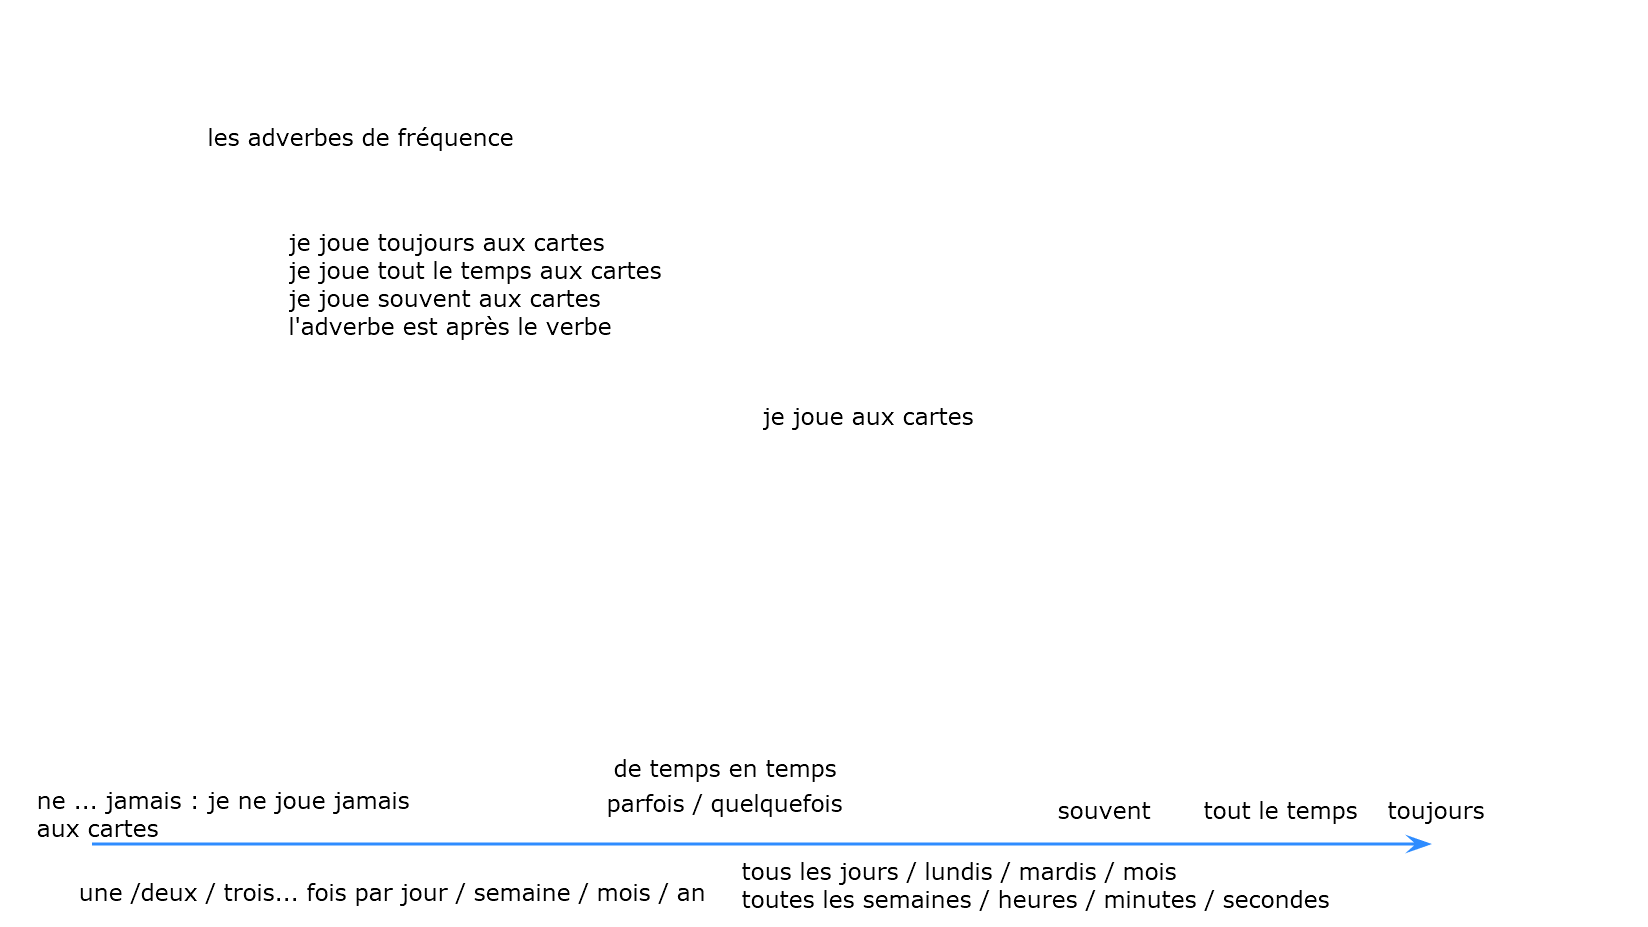 les adverbes de fréquence
je joue toujours aux cartes
je joue tout le temps aux cartes
je joue souvent aux cartes
l'adverbe est après le verbe
je joue aux cartes
de temps en temps
parfois / quelquefois
ne ... jamais : je ne joue jamais
aux cartes
souvent
tout le temps
toujours
une /deux / trois... fois par jour / semaine / mois / an
tous les jours / lundis / mardis / mois
toutes les semaines / heures / minutes / secondes